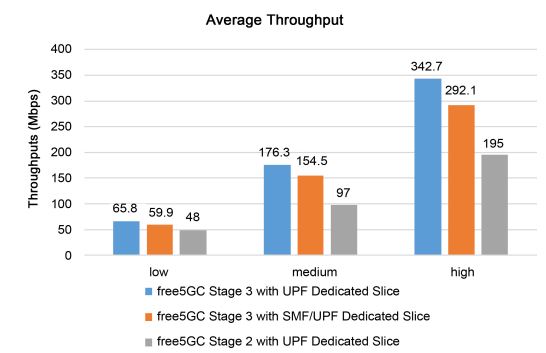 Average Throughput
Throughputs (Mbps)
400
350
300
250
200
150
100
50
0
65.8 59.9 48
176.3 154.5 97
342.7 292.1 195
low medium high
free5GC Stage 3 with UPF Dedicated Slice
free5GC Stage 3 with SMF/UPF Dedicated Slice
free5GC Stage 2 with UPF Dedicated Slice